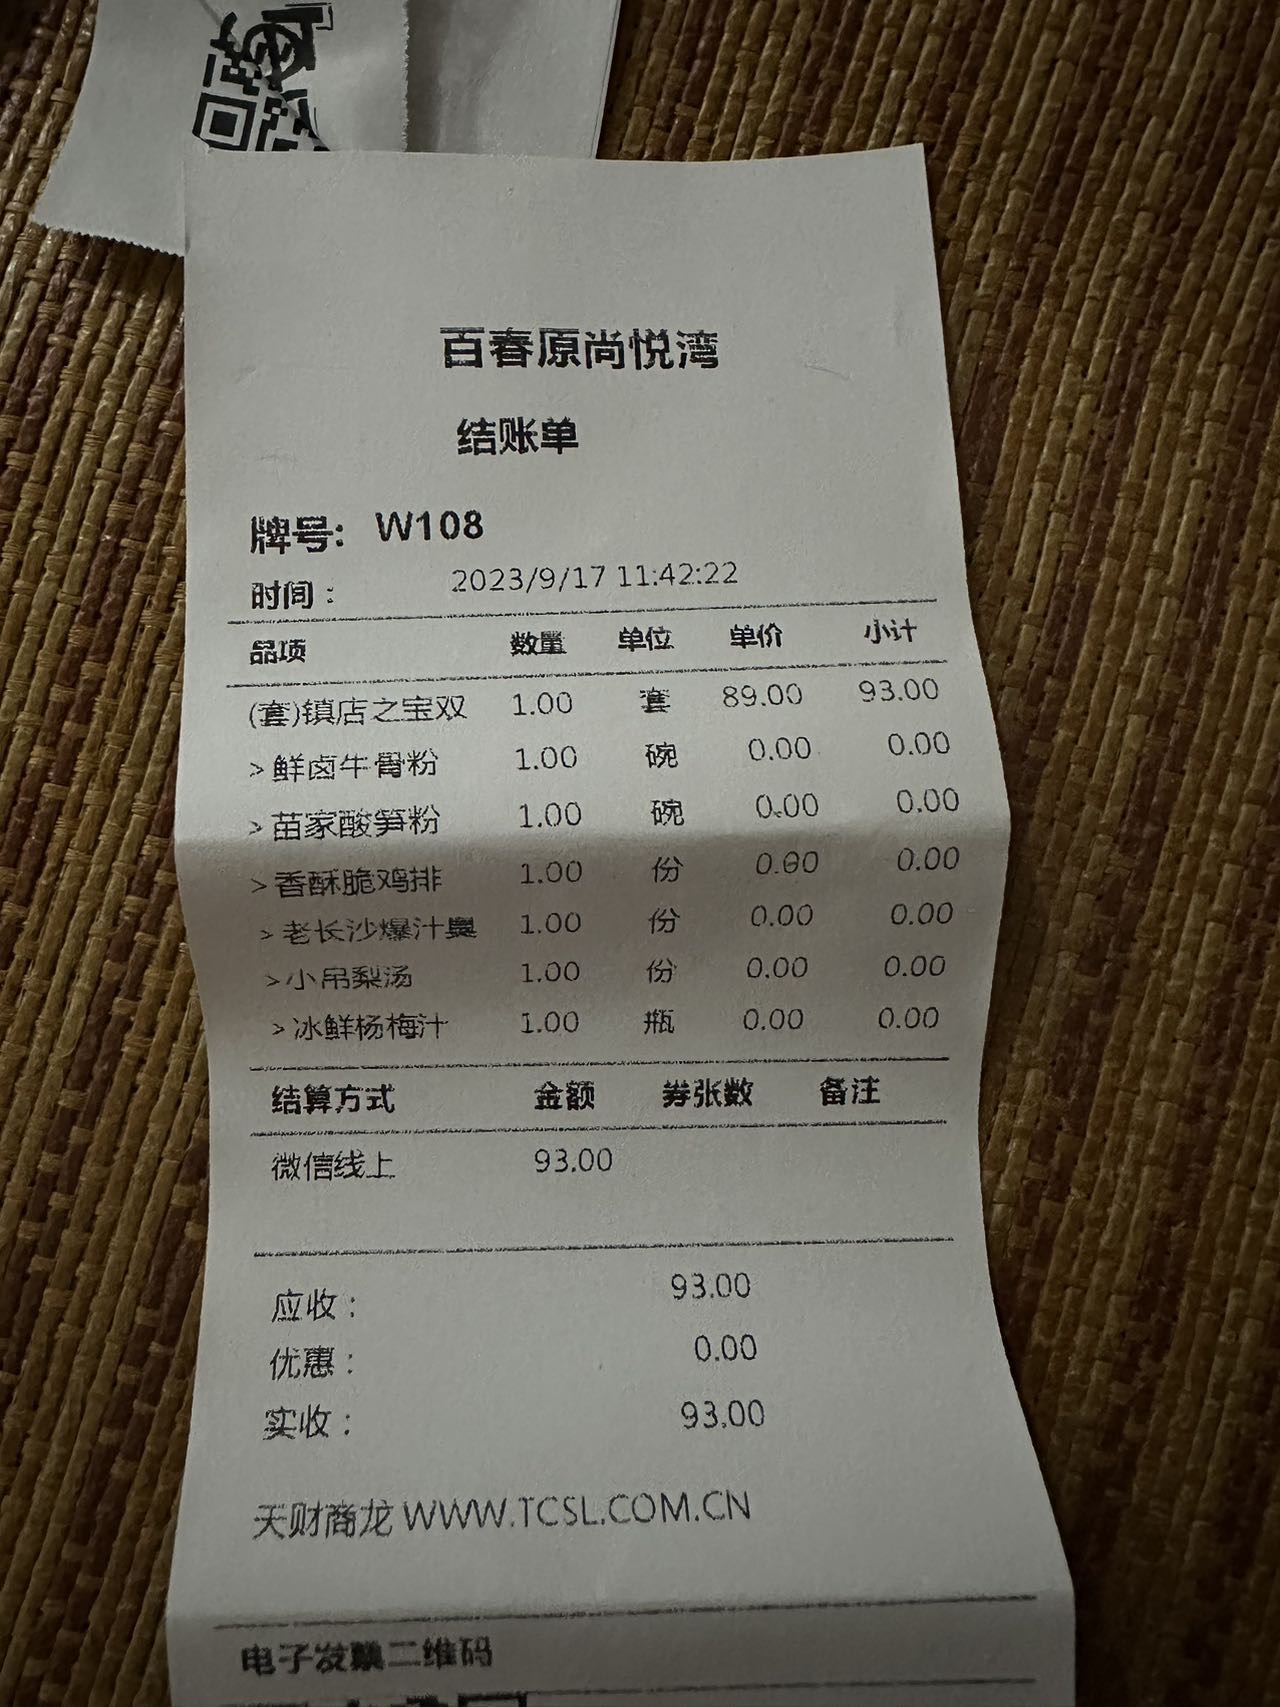 百春原尚悦湾
结账单
牌号: W108
时间： 2023/9/17 11:42:22
品项 数量 单位 单价 小计
(套)镇店之宝双 1.00 套 89.00 93.00
>鲜卤牛骨粉 1.00 碗 0.00 0.00
>苗家酸笋粉 1.00 碗 0.00 0.00
>香酥脆鸡排 1.00 份 0.00 0.00
>老长沙爆汁臭 1.00 份 0.00 0.00
>小吊梨汤 1.00 份 0.00 0.00
>冰鲜杨梅汁 1.00 瓶 0.00 0.00
结算方式 金额 券张数 备注
微信线上 93.00
应收： 93.00
优惠： 0.00
实收： 93.00
天财商龙 WWW.TCSL.COM.CN
电子发票二维码